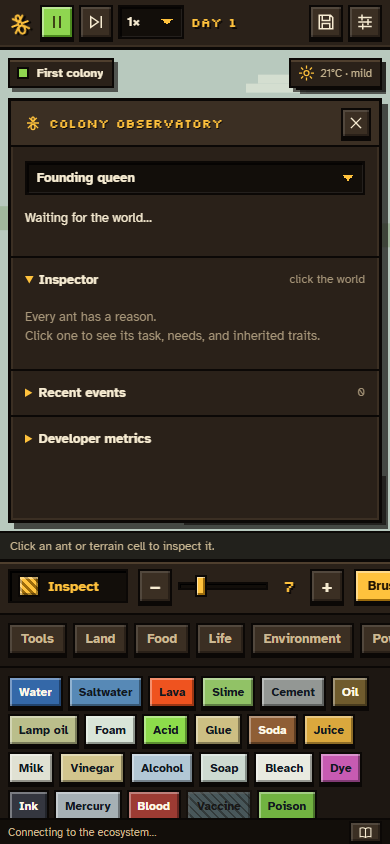 1x
DAY 1
First colony
21°C · mild
COLONY OBSERVATORY
Founding queen
Waiting for the world...
Inspector
click the world
Every ant has a reason.
Click one to see its task, needs, and inherited traits.
Recent events
0
Developer metrics
Click an ant or terrain cell to inspect it.
Inspect
−
7
+
Brus
Tools
Land
Food
Life
Environment
Pow
Water
Saltwater
Lava
Slime
Cement
Oil
Lamp oil
Foam
Acid
Glue
Soda
Juice
Milk
Vinegar
Alcohol
Soap
Bleach
Dye
Ink
Mercury
Blood
Vaccine
Poison
Connecting to the ecosystem...